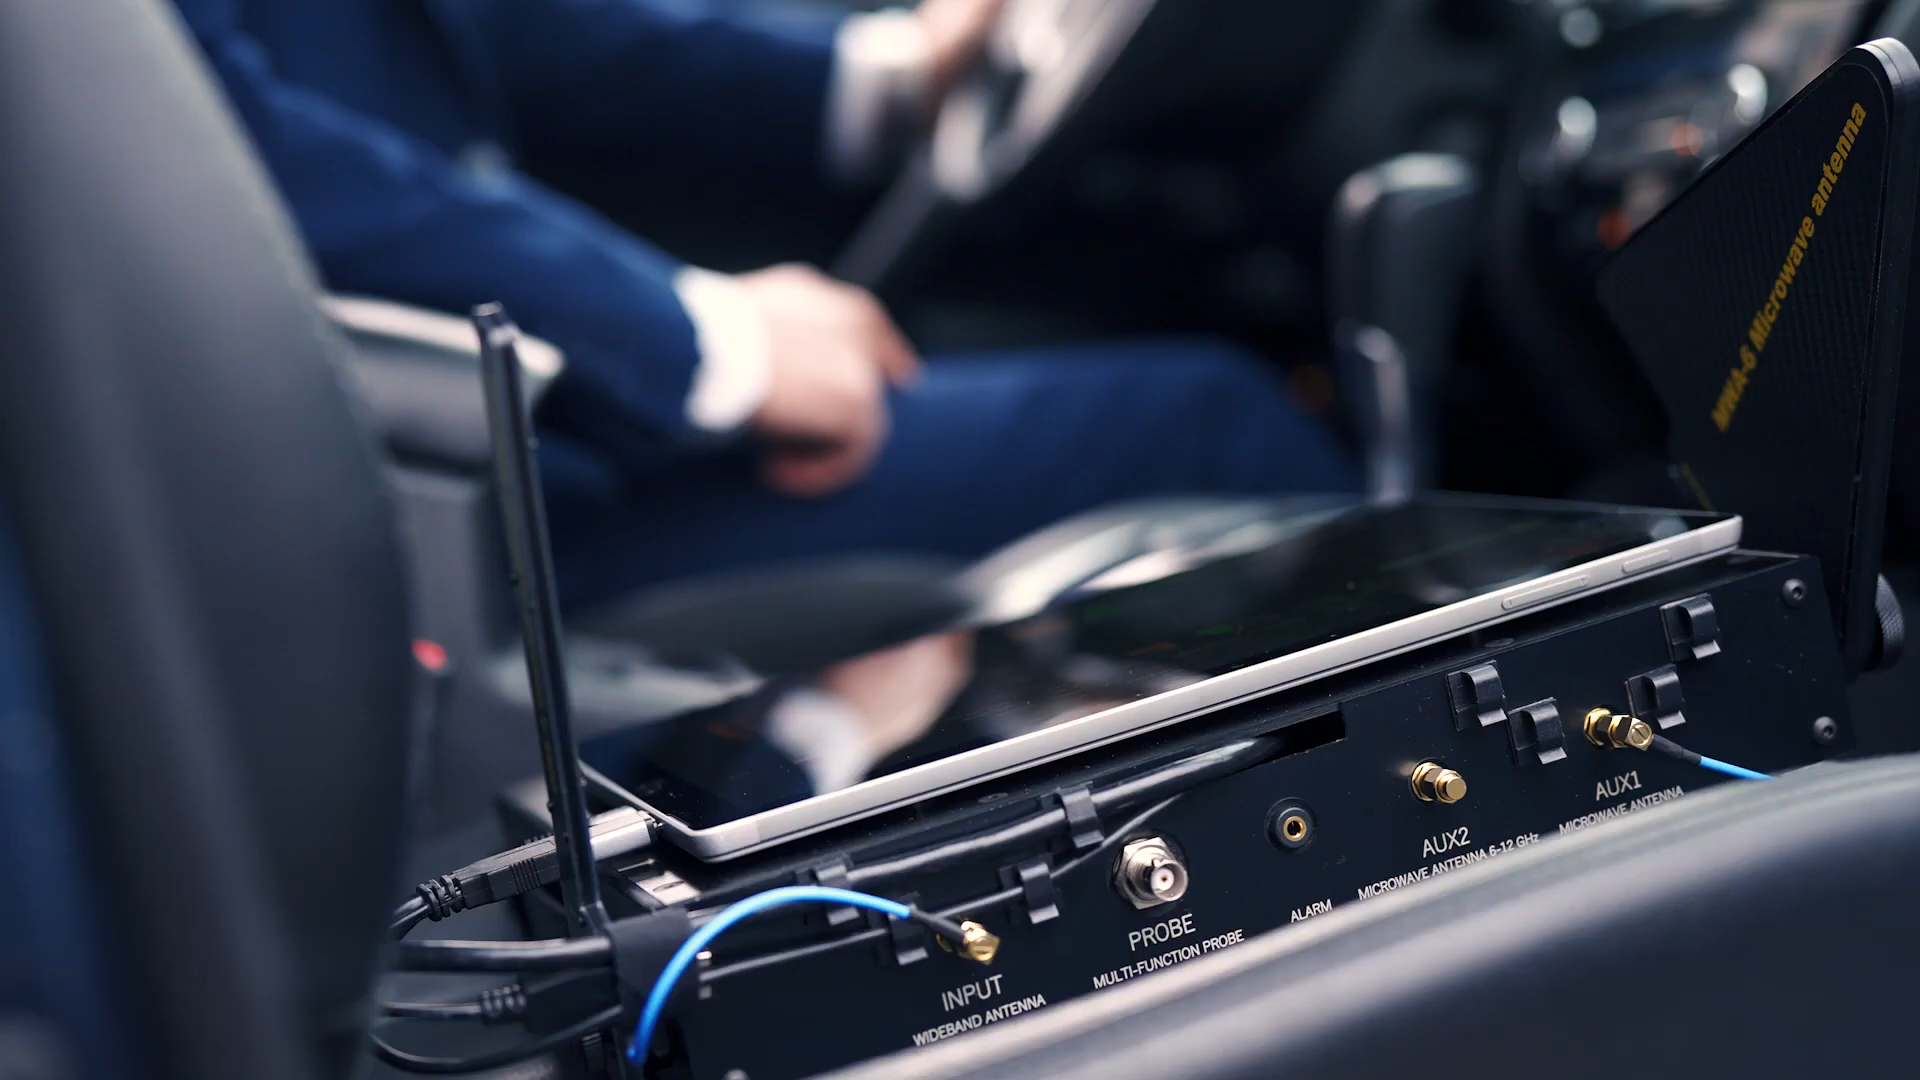 MWA-6 Microwave antenna
AUX1
MICROWAVE ANTENNA
AUX2
MICROWAVE ANTENNA 6-12 GHz
ALARM
PROBE
MULTI-FUNCTION PROBE
INPUT
WIDEBAND ANTENNA